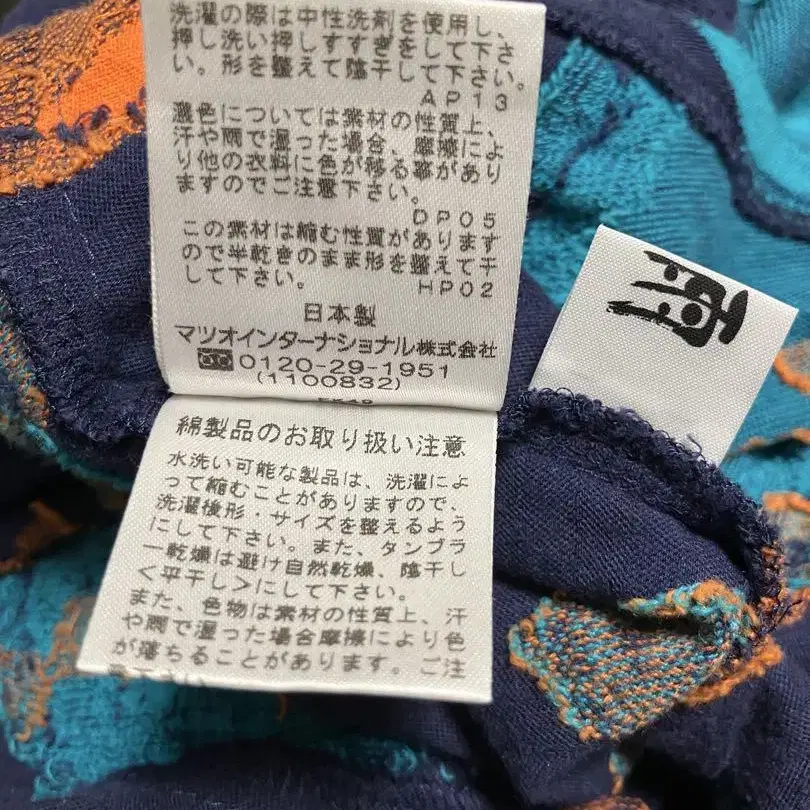 洗濯の際は中性洗剤を使用し、
押し洗い押しすすぎをして下さ
い。形を整えて陰干して下さい。
AP13
濃色については素材の性質上、
汗や雨で湿った場合、摩擦によ
り他の衣料に色が移る事があり
ますのでご注意下さい。
DP05
この素材は縮む性質があります
ので半乾きのまま形を整えて干
して下さい。
HP02
日本製
マツオインターナショナル株式会社
0120-29-1951
(1100832)
綿製品のお取り扱い注意
水洗い可能な製品は、洗濯によ
って縮むことがありますので、
洗濯後形・サイズを整えるよう
にして下さい。また、タンブラ
ー乾燥は避け自然乾燥、陰干し
＜平干し＞にして下さい。
また、色物は素材の性質上、汗
や雨で湿った場合摩擦により色
が落ちることがあります。ご注